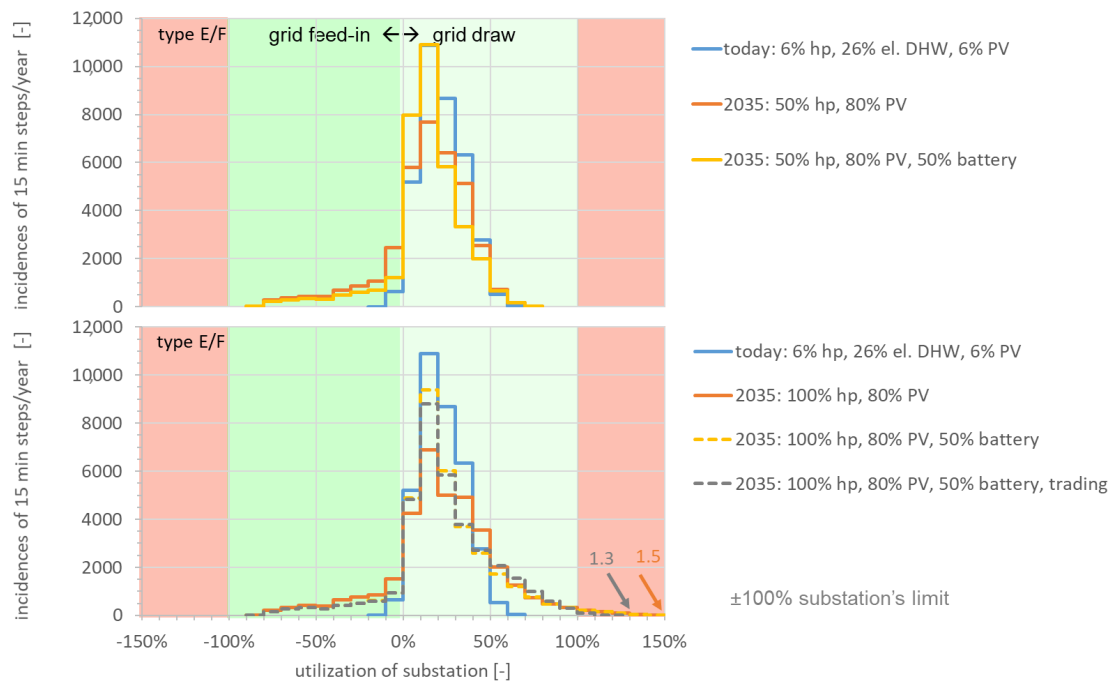 incidences of 15 min steps/year [-]
12000
10000
8000
6000
4000
2000
0
type E/F
grid feed-in ←→ grid draw
today: 6% hp, 26% el. DHW, 6% PV
2035: 50% hp, 80% PV
2035: 50% hp, 80% PV, 50% battery
incidences of 15 min steps/year [-]
12000
10000
8000
6000
4000
2000
0
type E/F
1.3
1.5
today: 6% hp, 26% el. DHW, 6% PV
2035: 100% hp, 80% PV
2035: 100% hp, 80% PV, 50% battery
2035: 100% hp, 80% PV, 50% battery, trading
±100% substation's limit
-150% -100% -50% 0% 50% 100% 150%
utilization of substation [-]